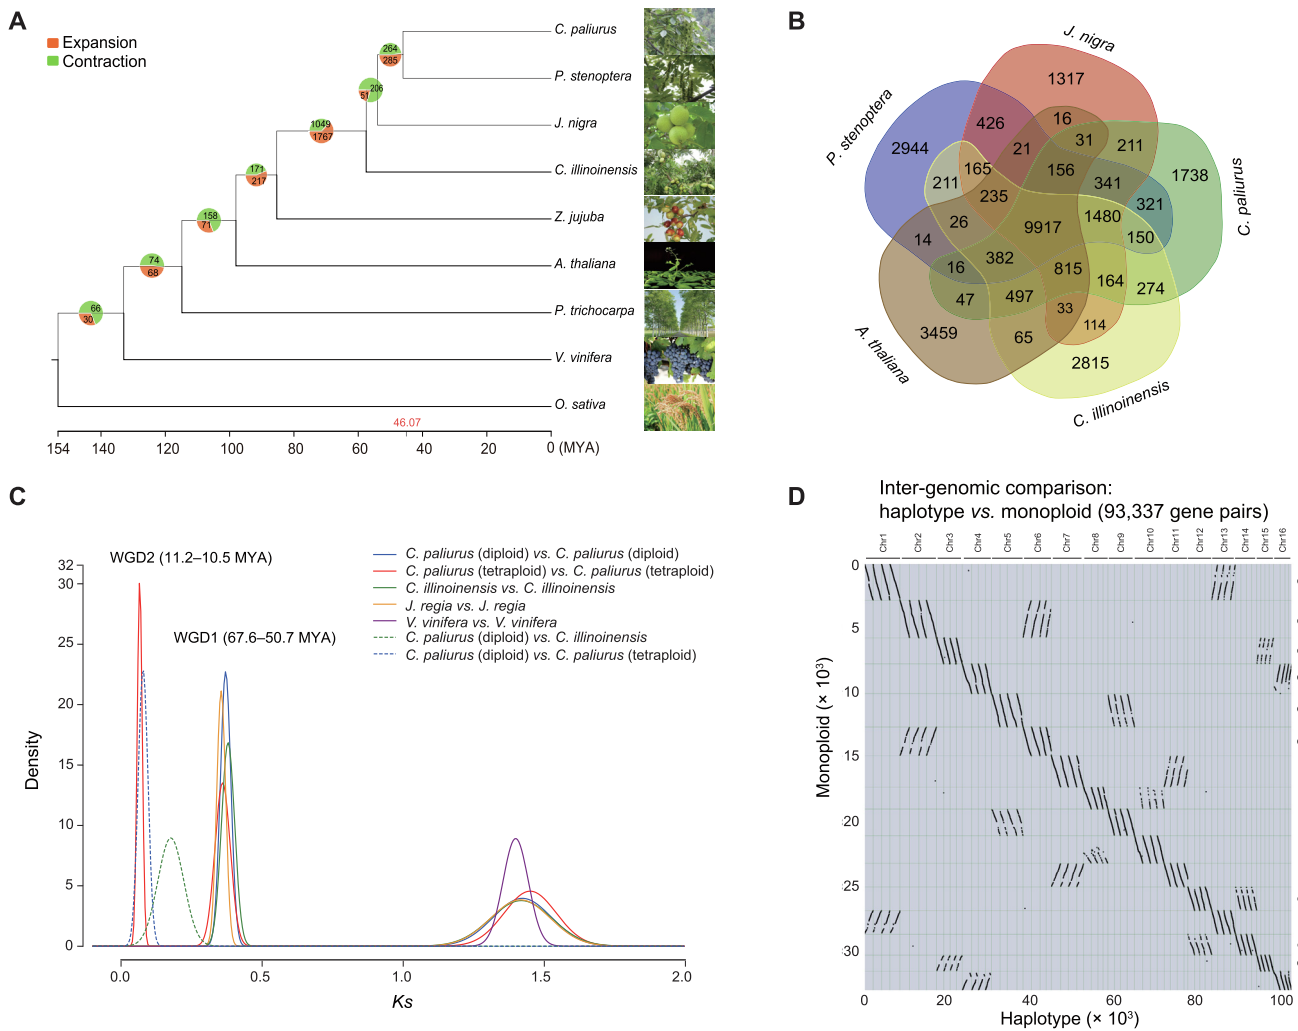 A
Expansion
Contraction
C. paliurus
264
285
P. stenoptera
51
206
J. nigra
1049
1767
C. illinoinensis
171
217
Z. jujuba
158
71
A. thaliana
74
68
P. trichocarpa
66
30
V. vinifera
O. sativa
46.07
154 140 120 100 80 60 40 20 0 (MYA)
B
J. nigra
P. stenoptera
C. paliurus
A. thaliana
C. illinoinensis
1317
426
16
2944
21
31
211
1738
165
156
211
341
321
235
26
9917
1480
150
14
382
16
815
164
274
47
497
33
114
3459
65
2815
C
WGD2 (11.2–10.5 MYA)
WGD1 (67.6–50.7 MYA)
C. paliurus (diploid) vs. C. paliurus (diploid)
C. paliurus (tetraploid) vs. C. paliurus (tetraploid)
C. illinoinensis vs. C. illinoinensis
J. regia vs. J. regia
V. vinifera vs. V. vinifera
C. paliurus (diploid) vs. C. illinoinensis
C. paliurus (diploid) vs. C. paliurus (tetraploid)
Density
32
30
25
20
15
10
5
0
0.0 0.5 1.0 1.5 2.0
Ks
D
Inter-genomic comparison:
haplotype vs. monoploid (93,337 gene pairs)
Chr1 Chr2 Chr3 Chr4 Chr5 Chr6 Chr7 Chr8 Chr9 Chr10 Chr11 Chr12 Chr13 Chr14 Chr15 Chr16
Monoploid (× 10³)
0
5
10
15
20
25
30
0 20 40 60 80 100
Haplotype (× 10³)